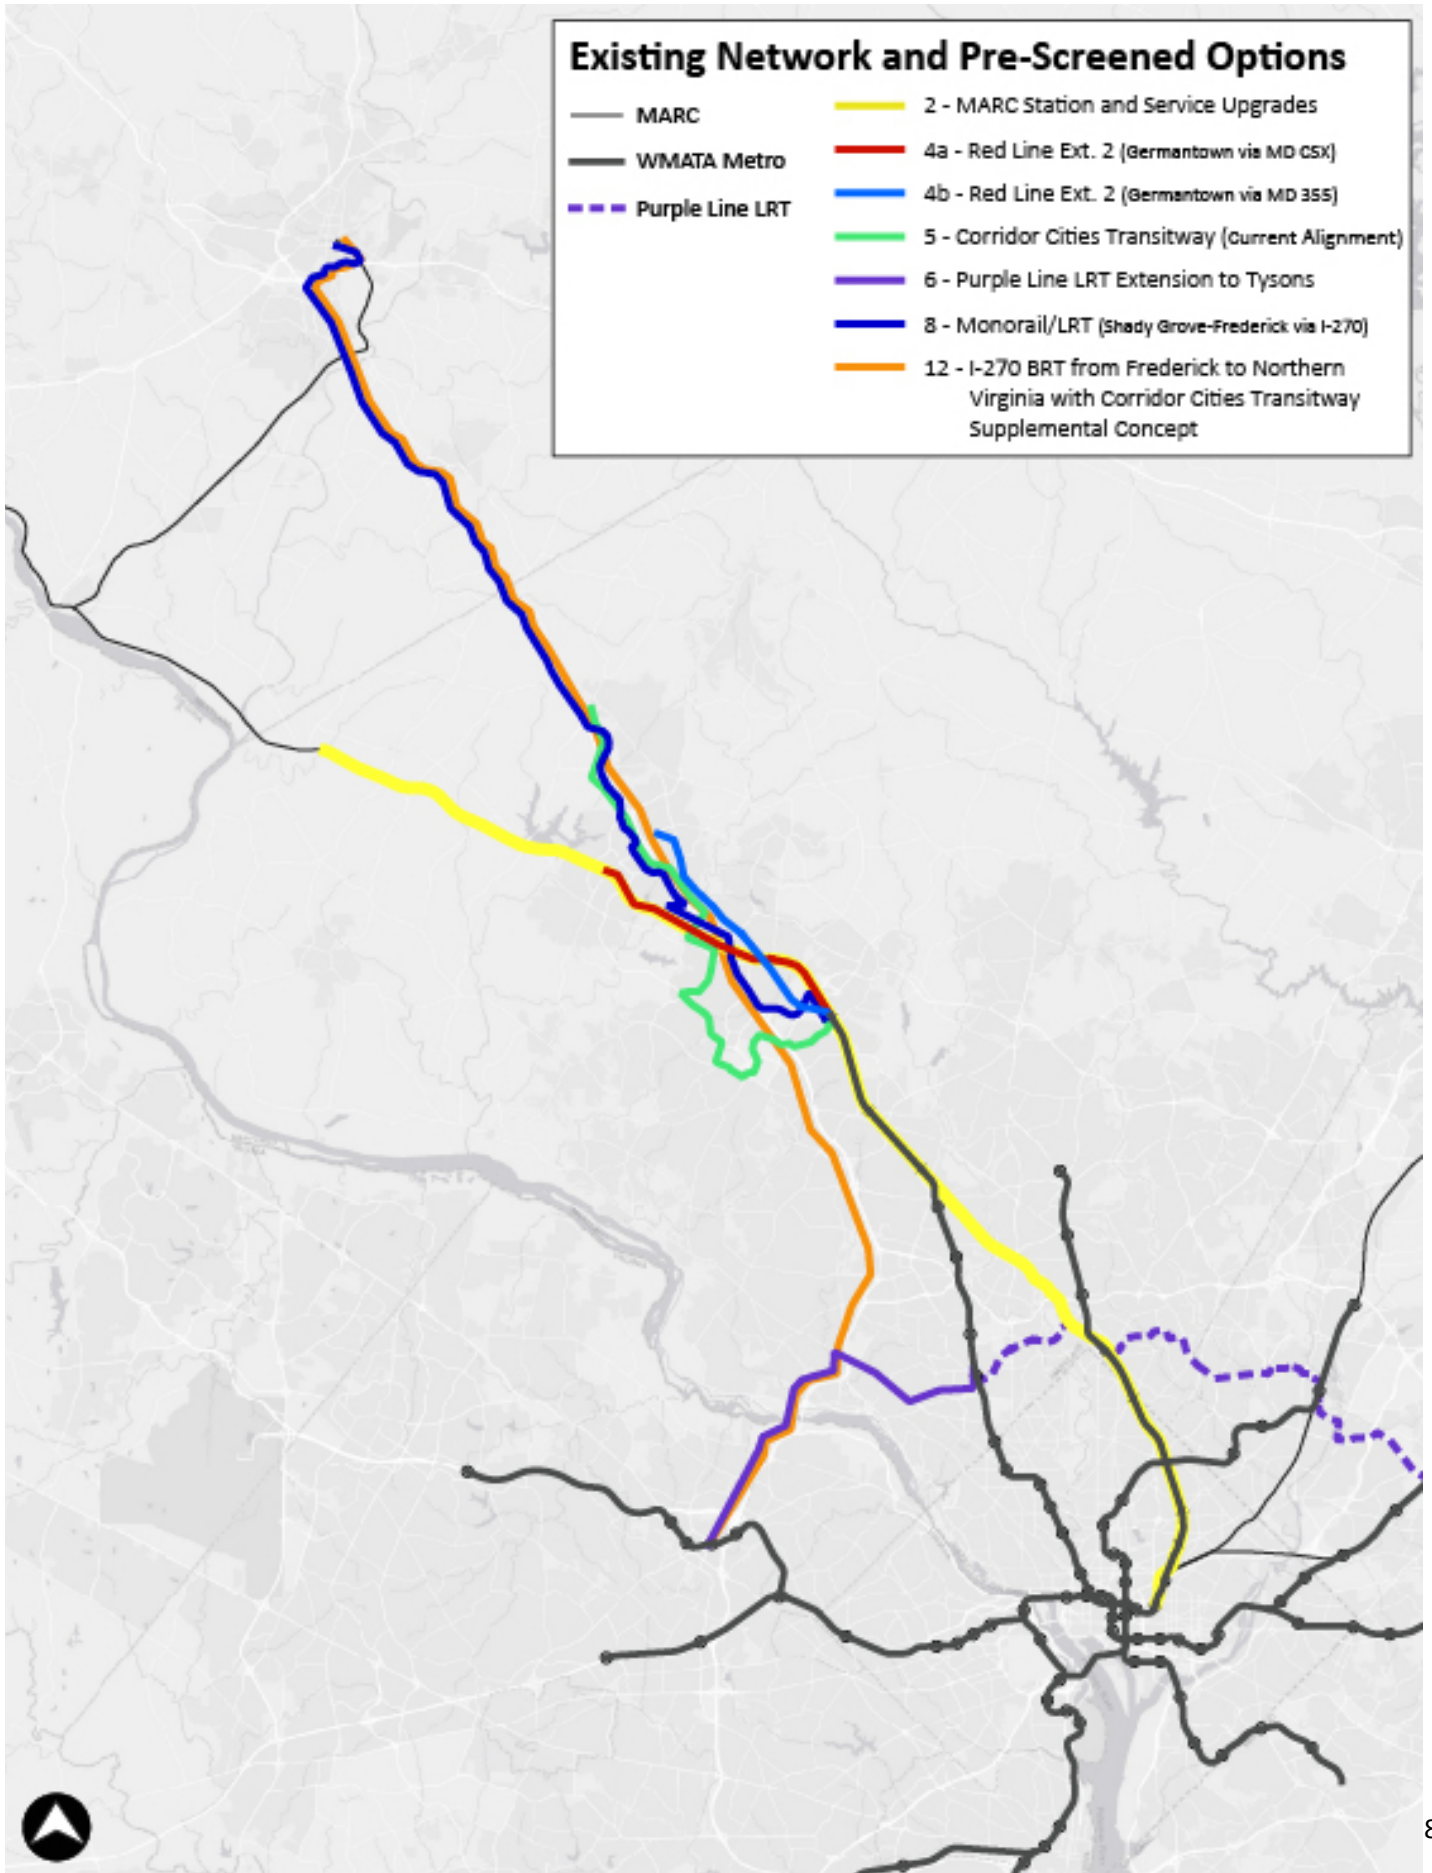 Existing Network and Pre-Screened Options
MARC
WMATA Metro
Purple Line LRT
2 - MARC Station and Service Upgrades
4a - Red Line Ext. 2 (Germantown via MD CSX)
4b - Red Line Ext. 2 (Germantown via MD 355)
5 - Corridor Cities Transitway (Current Alignment)
6 - Purple Line LRT Extension to Tysons
8 - Monorail/LRT (Shady Grove-Frederick via I-270)
12 - I-270 BRT from Frederick to Northern
Virginia with Corridor Cities Transitway
Supplemental Concept
8